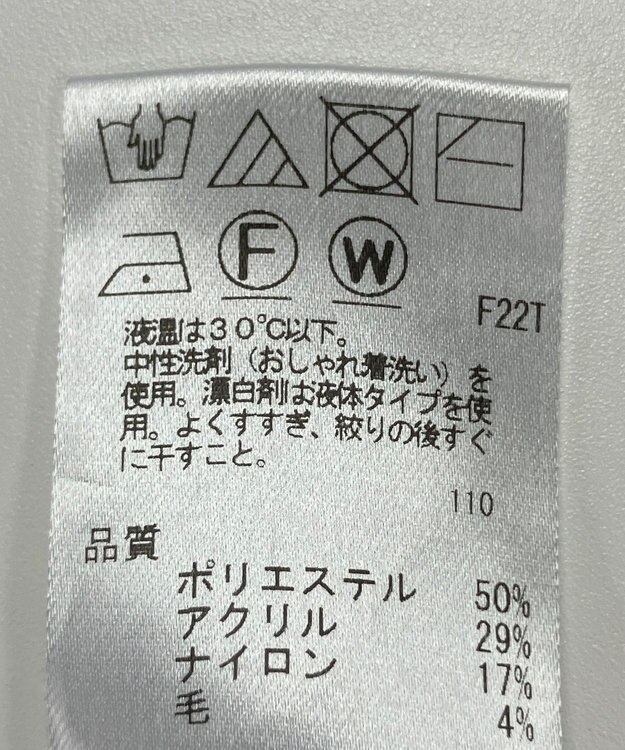 F
W
F22T
液温は30℃以下。
中性洗剤（おしゃれ着洗い）を
使用。漂白剤は液体タイプを使
用。よくすすぎ、絞りの後すぐ
に干すこと。
110
品質
ポリエステル 50%
アクリル 29%
ナイロン 17%
毛 4%